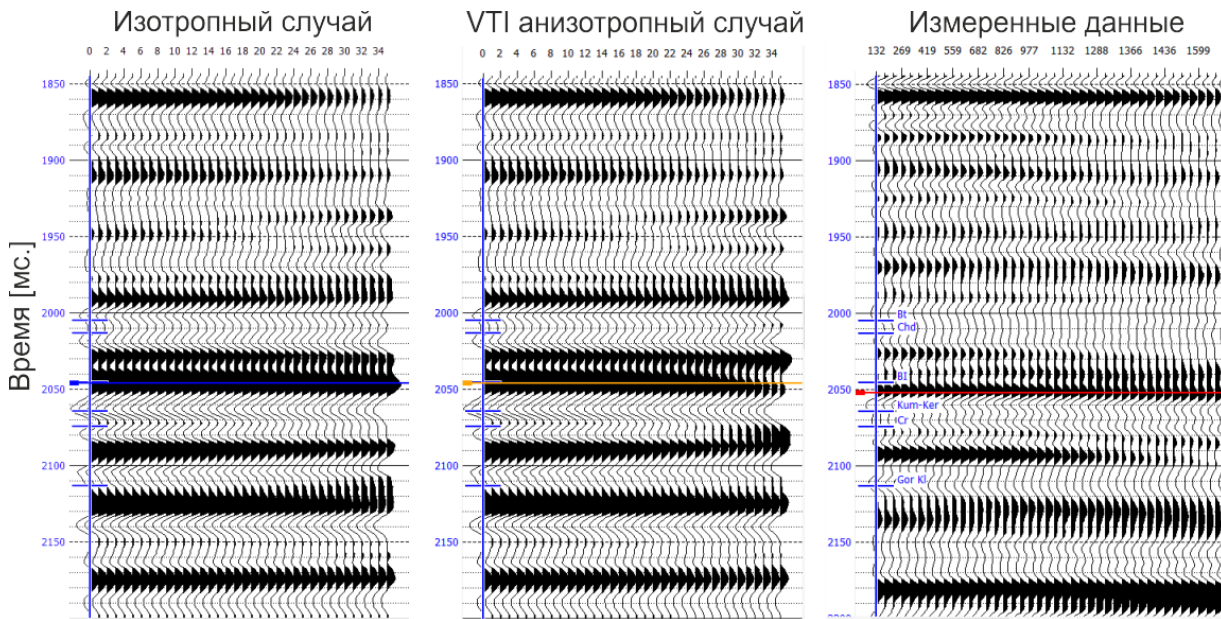 Изотропный случай
VTI анизотропный случай
Измеренные данные
0 2 4 6 8 10 12 14 16 18 20 22 24 26 28 30 32 34
0 2 4 6 8 10 12 14 16 18 20 22 24 26 28 30 32 34
132 269 419 559 682 826 977 1132 1288 1366 1436 1599
Время [мс.]
1850
1900
1950
2000
2050
2100
2150
1850
1900
1950
2000
2050
2100
2150
1850
1900
1950
2000
2050
2100
2150
2200
Bt
Chd
Bl
Kum-Ker
Cr
Gor Kl